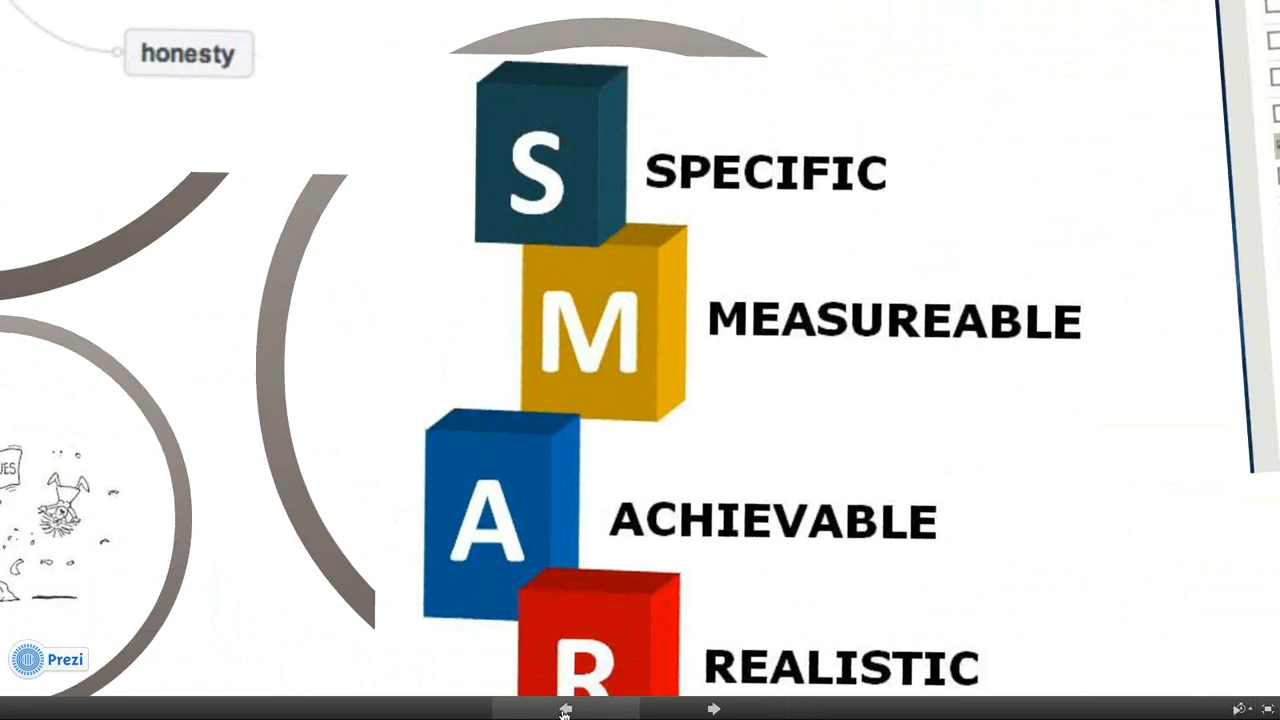 honesty
S SPECIFIC
M MEASUREABLE
A ACHIEVABLE
R REALISTIC
Prezi